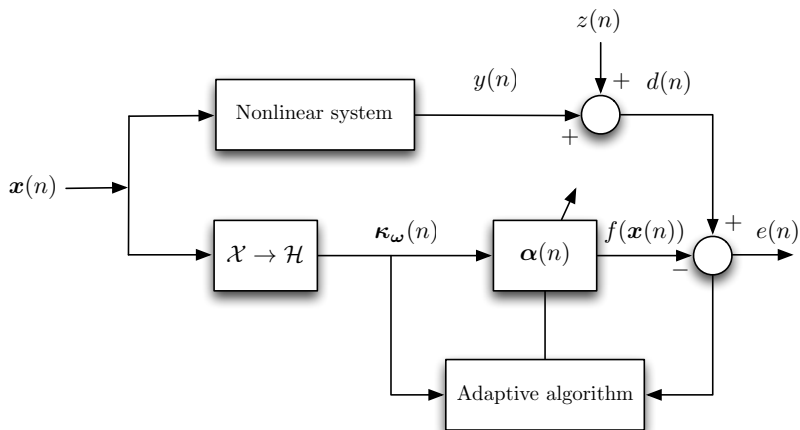 z(n)
y(n)
+
d(n)
Nonlinear system
+
𝒙(n)
𝜿_𝝎(n)
f(𝒙(n))
+
e(n)
𝒳 → ℋ
𝜶(n)
−
Adaptive algorithm